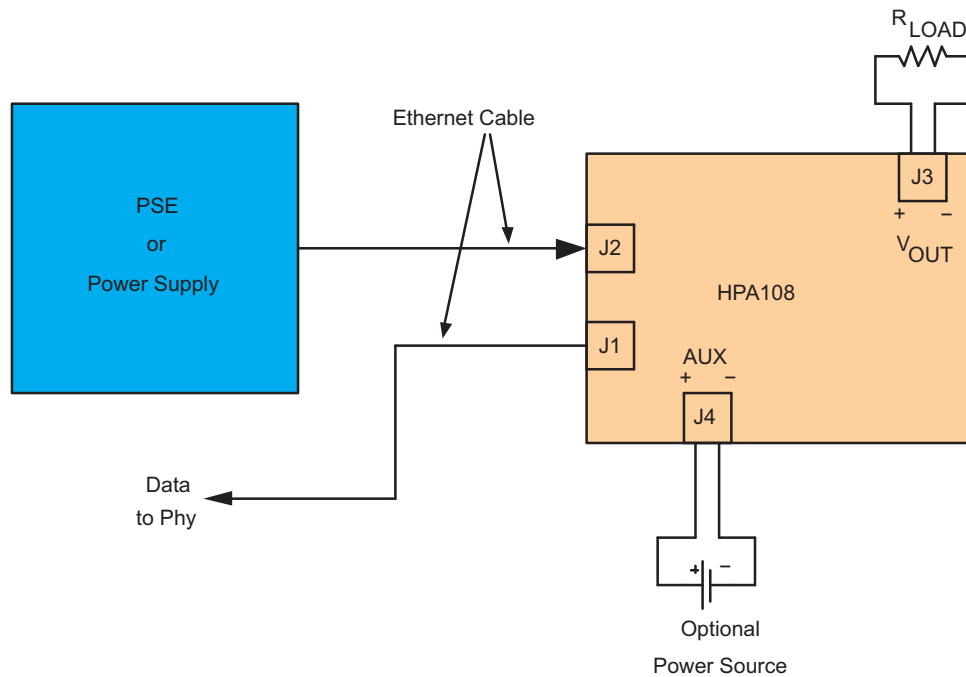 R LOAD
Ethernet Cable
PSE
or
Power Supply
J3
+ −
VOUT
J2
HPA108
J1
AUX
+ −
J4
Data
to Phy
+ −
Optional
Power Source